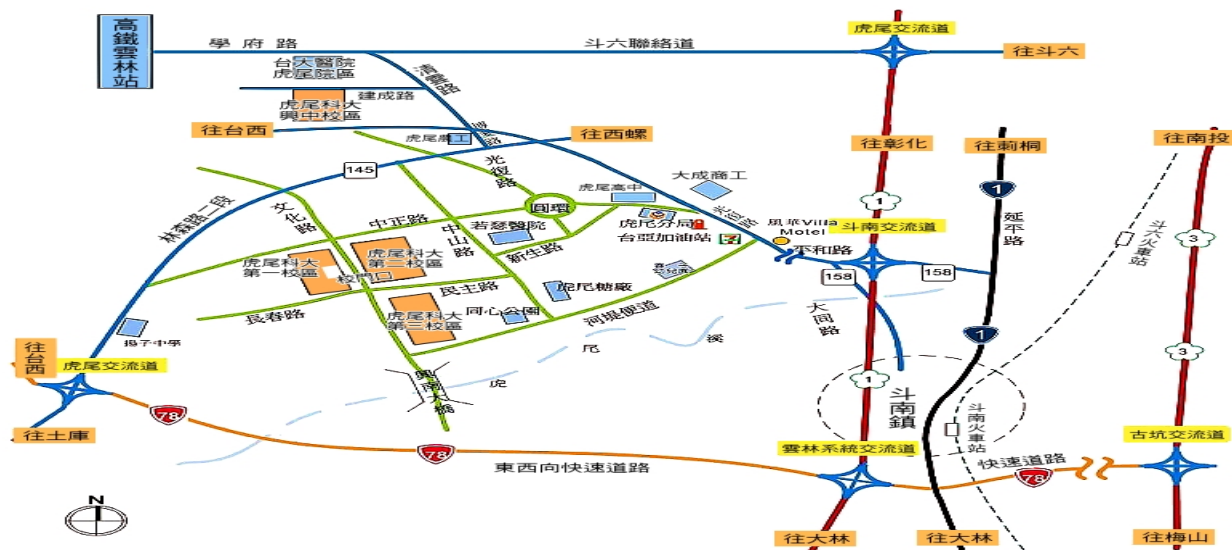 高鐵雲林站
學府路
斗六聯絡道
虎尾交流道
往斗六
台大醫院
虎尾院區
清雲路
建成路
虎尾科大
興中校區
往台西
虎尾農工
往西螺
往彰化
往莿桐
往南投
145
光復路
大成商工
虎尾高中
1
1
延平路
斗六火車站
3
林森路二段
文化路
中正路
中山路
圓環
若瑟醫院
新生路
虎尾分局
台亞加油站
光復路
風華Villa
Motel
平和路
斗南交流道
158
158
虎尾科大
第一校區
虎尾科大
第二校區
校門口
民主路
虎尾糖廠
大同路
長春路
虎尾科大
第三校區
同心公園
河堤便道
虎尾溪
1
3
揚子中學
往台西
虎尾交流道
興南大橋
1
斗南鎮
斗南火車站
78
往土庫
78
東西向快速道路
雲林系統交流道
快速道路
78
古坑交流道
N
往大林
往大林
往梅山